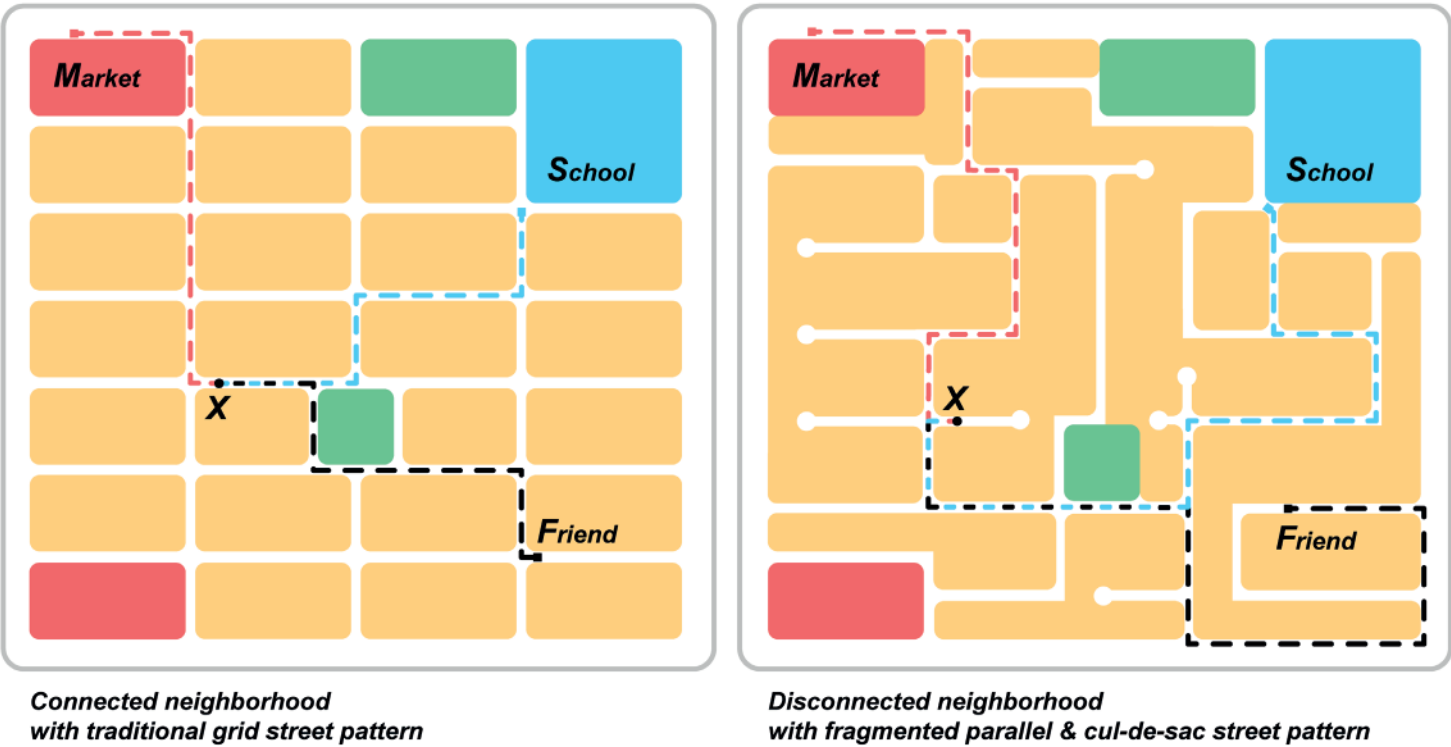 Market
School
X
Friend
Connected neighborhood
with traditional grid street pattern
Market
School
X
Friend
Disconnected neighborhood
with fragmented parallel & cul-de-sac street pattern